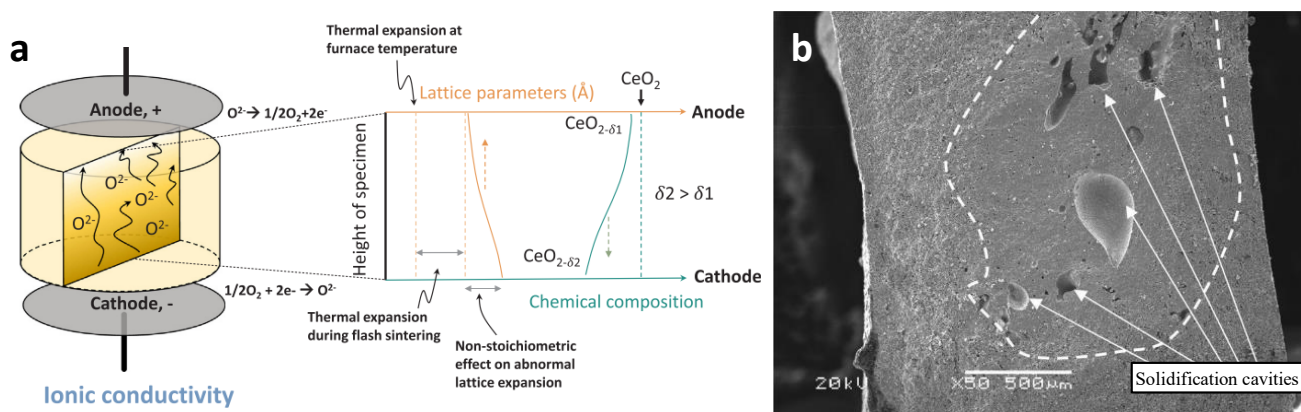 a
b
Thermal expansion at
furnace temperature
CeO₂
Lattice parameters (Å)
Anode
Anode, +
O²⁻→ 1/2O₂+2e⁻
CeO₂₋δ₁
O²⁻
O²⁻
O²⁻
O²⁻
Height of specimen
δ2 > δ1
CeO₂₋δ₂
Cathode
Cathode, -
1/2O₂ + 2e- → O²⁻
Chemical composition
Thermal expansion
during flash sintering
Non-stoichiometric
effect on abnormal
lattice expansion
Ionic conductivity
Solidification cavities
20kV X50 500μm